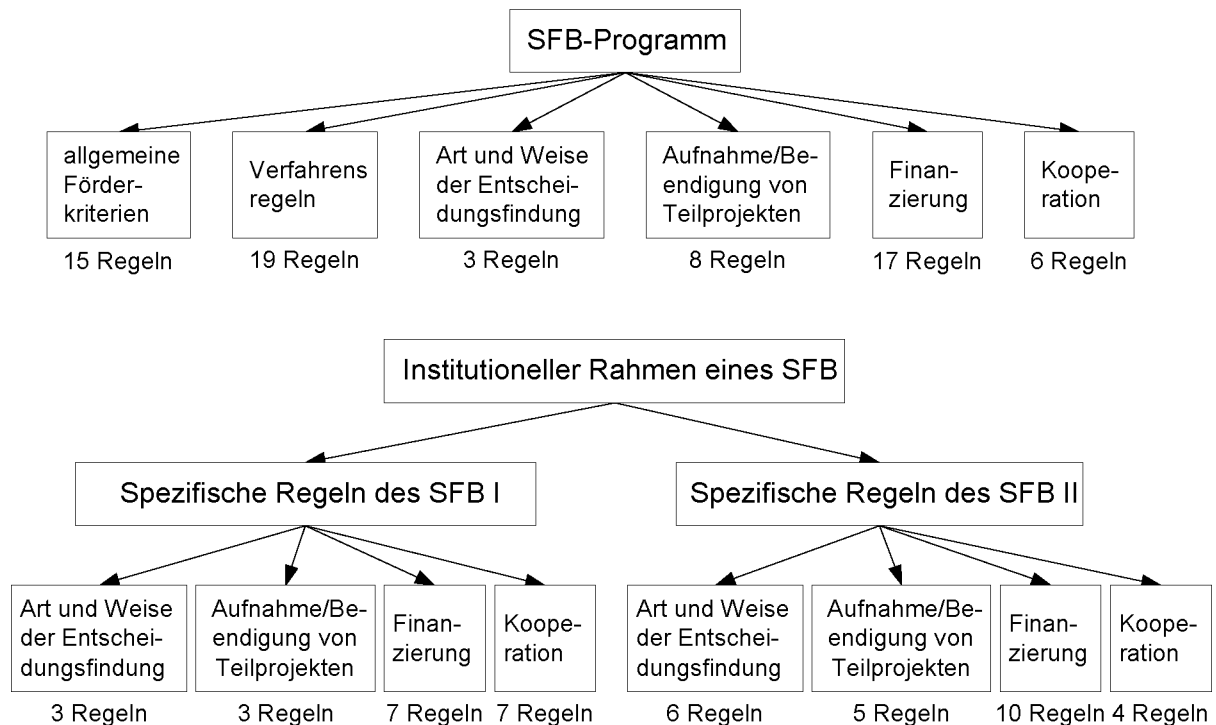 SFB-Programm
allgemeine
Förder-
kriterien
Verfahrens
regeln
Art und Weise
der Entschei-
dungsfindung
Aufnahme/Be-
endigung von
Teilprojekten
Finan-
zierung
Koope-
ration
15 Regeln
19 Regeln
3 Regeln
8 Regeln
17 Regeln
6 Regeln
Institutioneller Rahmen eines SFB
Spezifische Regeln des SFB I
Spezifische Regeln des SFB II
Art und Weise
der Entschei-
dungsfindung
Aufnahme/Be-
endigung von
Teilprojekten
Finan-
zierung
Koope-
ration
Art und Weise
der Entschei-
dungsfindung
Aufnahme/Be-
endigung von
Teilprojekten
Finan-
zierung
Koope-
ration
3 Regeln
3 Regeln
7 Regeln
7 Regeln
6 Regeln
5 Regeln
10 Regeln
4 Regeln